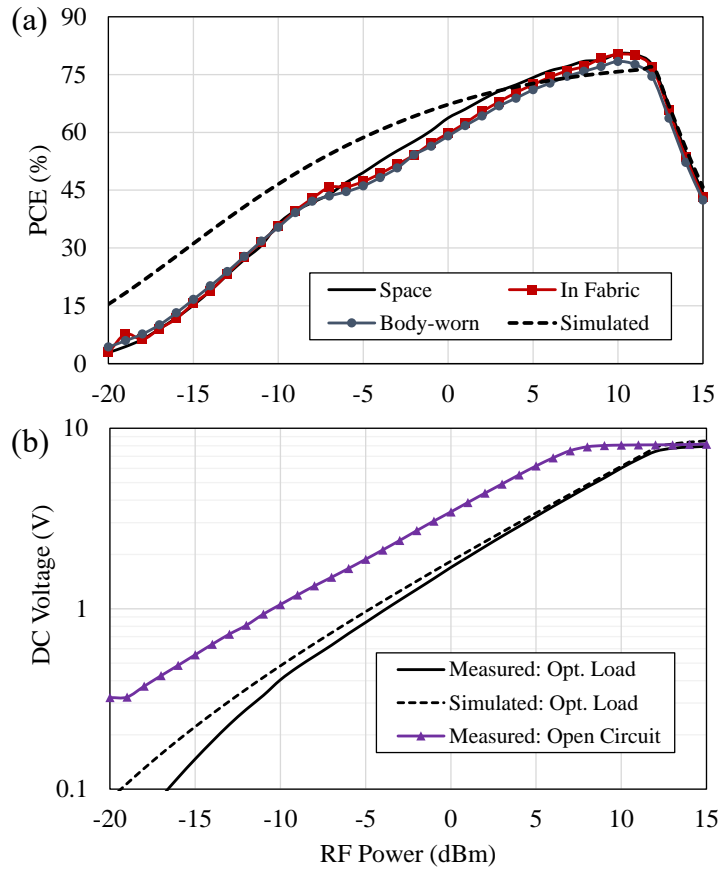 (a)
PCE (%)
90
75
60
45
30
15
0
Space
In Fabric
Body-worn
Simulated
-20 -15 -10 -5 0 5 10 15
(b)
DC Voltage (V)
10
1
0.1
Measured: Opt. Load
Simulated: Opt. Load
Measured: Open Circuit
-20 -15 -10 -5 0 5 10 15
RF Power (dBm)